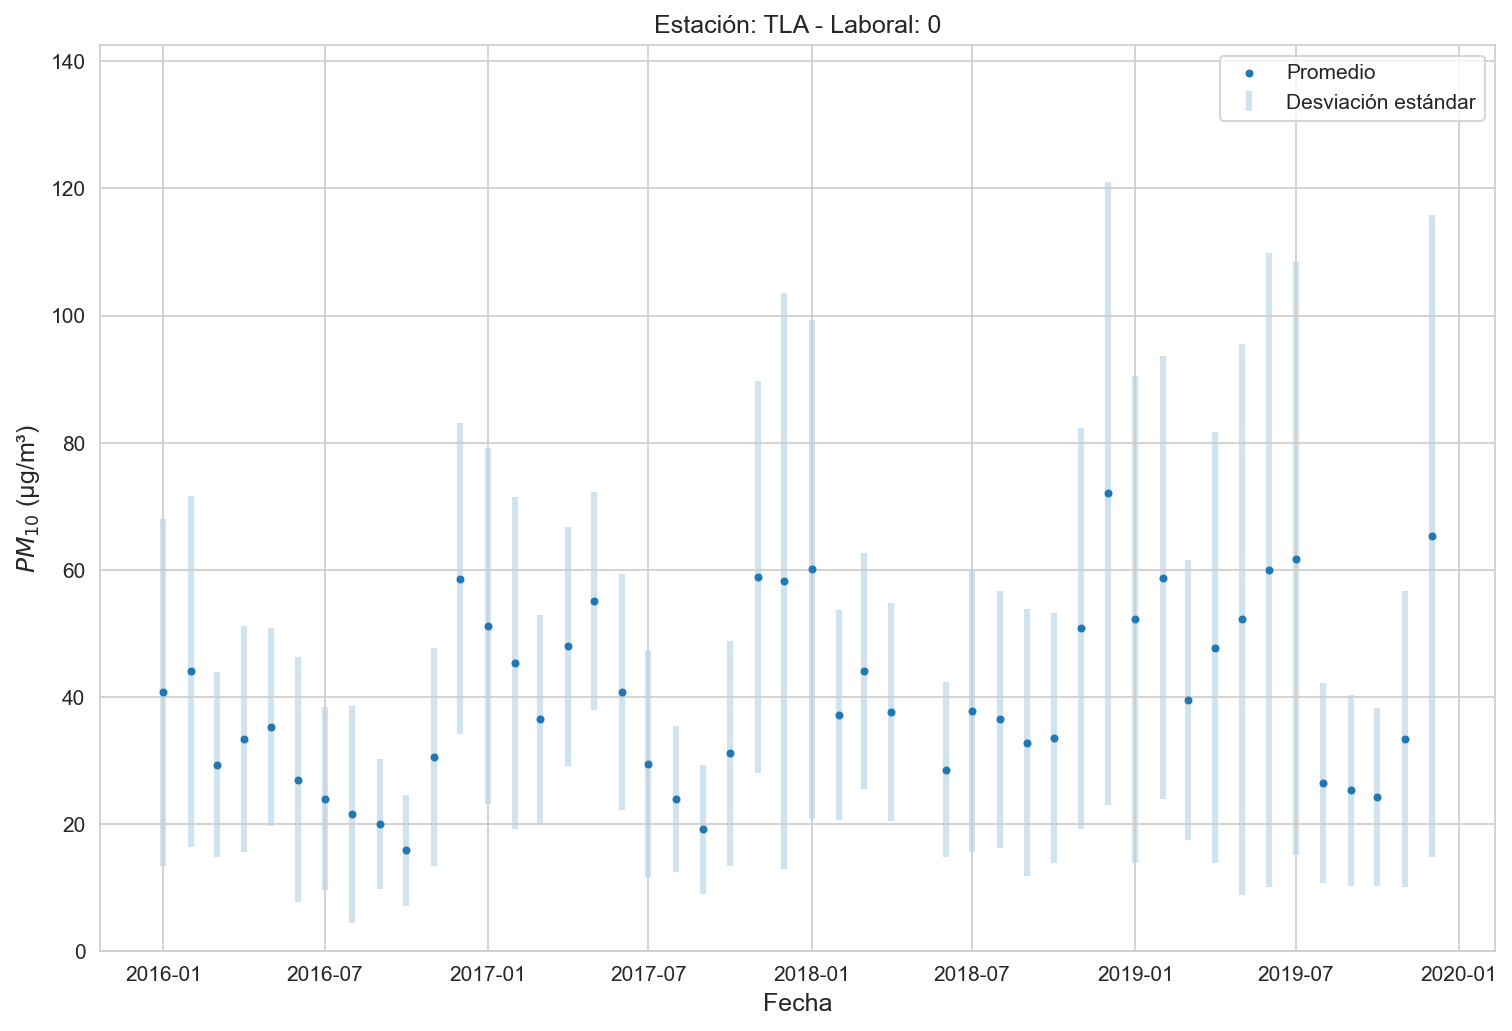 Estación: TLA - Laboral: 0
Promedio
Desviación estándar
PM₁₀ (µg/m³)
140
120
100
80
60
40
20
0
2016-01 2016-07 2017-01 2017-07 2018-01 2018-07 2019-01 2019-07 2020-01
Fecha